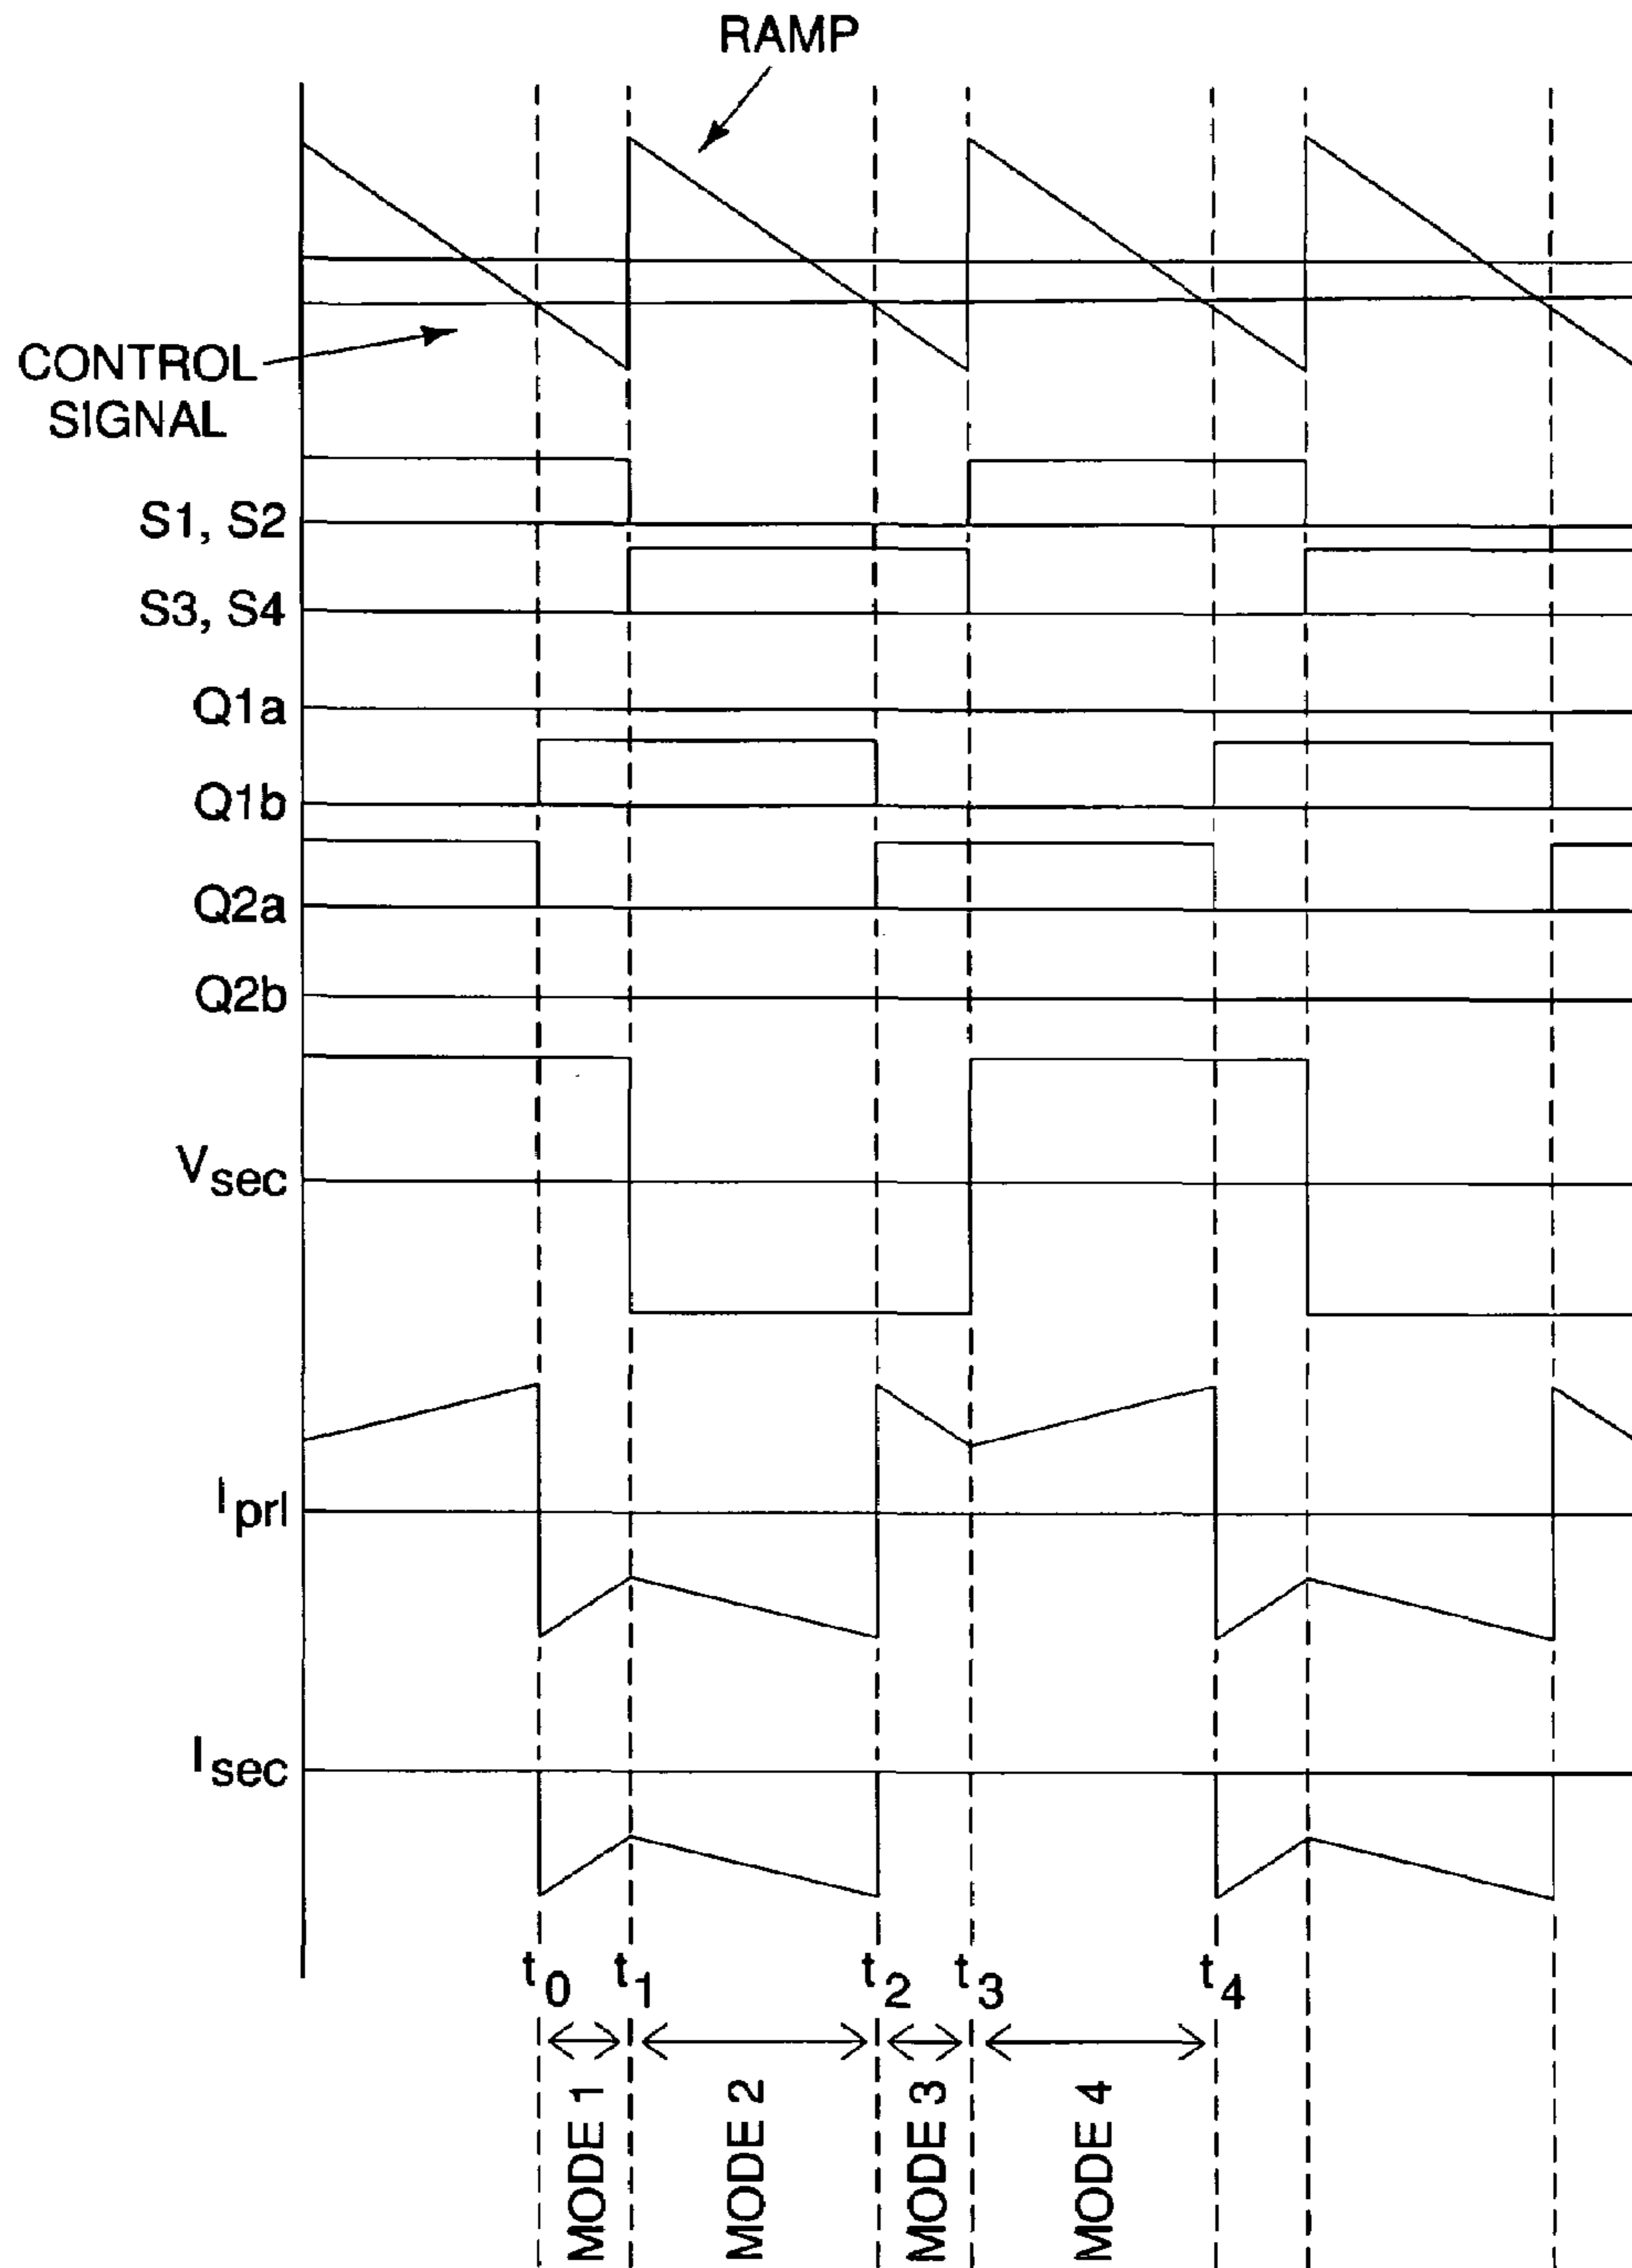 RAMP
CONTROL
SIGNAL
S1, S2
S3, S4
Q1a
Q1b
Q2a
Q2b
Vsec
Iprl
Isec
t0 t1 t2 t3 t4
MODE 1
MODE 2
MODE 3
MODE 4